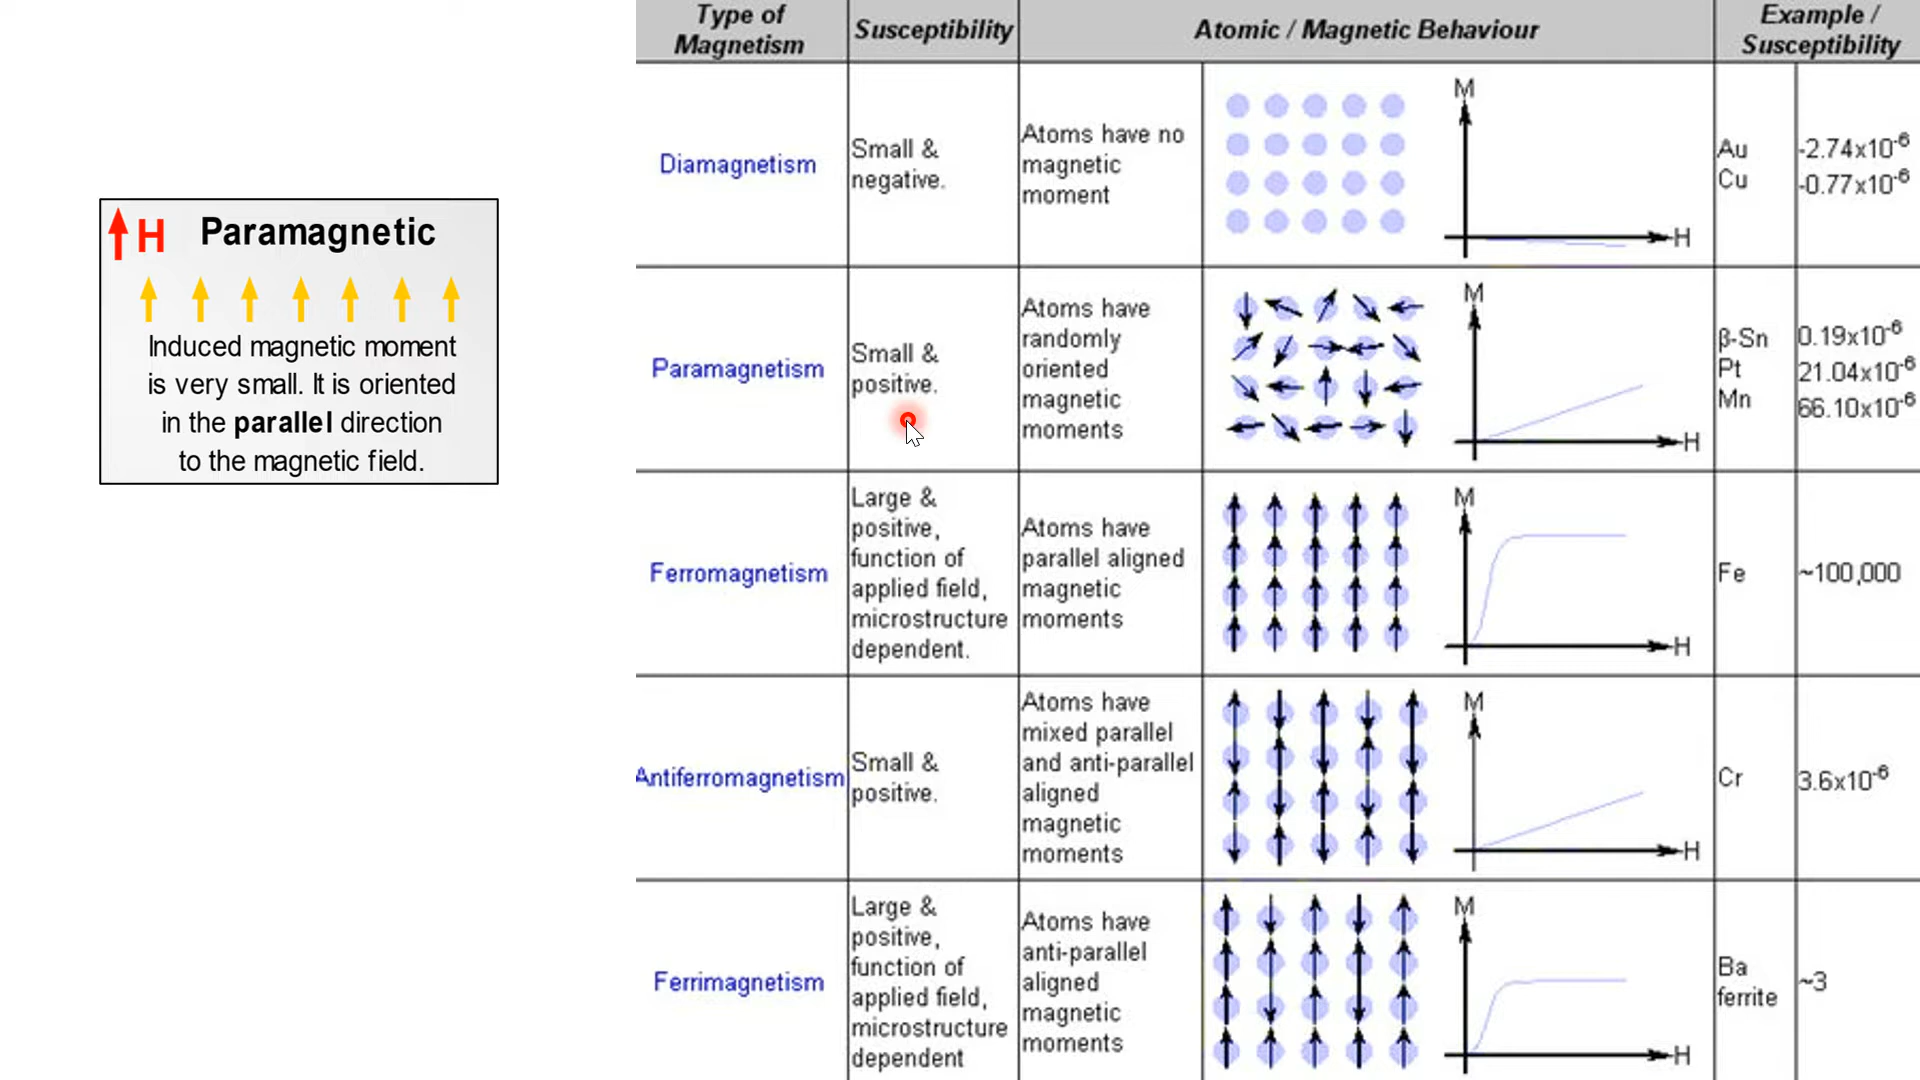 H Paramagnetic
Induced magnetic moment
is very small. It is oriented
in the parallel direction
to the magnetic field.
Type of
Magnetism
Susceptibility
Atomic / Magnetic Behaviour
Example /
Susceptibility
Diamagnetism
Small &
negative.
Atoms have no
magnetic
moment
M
H
Au
Cu
-2.74x10⁻⁶
-0.77x10⁻⁶
Paramagnetism
Small &
positive.
Atoms have
randomly
oriented
magnetic
moments
M
H
β-Sn
Pt
Mn
0.19x10⁻⁶
21.04x10⁻⁶
66.10x10⁻⁶
Ferromagnetism
Large &
positive,
function of
applied field,
microstructure
dependent.
Atoms have
parallel aligned
magnetic
moments
M
H
Fe
~100,000
Antiferromagnetism
Small &
positive.
Atoms have
mixed parallel
and anti-parallel
aligned
magnetic
moments
M
H
Cr
3.6x10⁻⁶
Ferrimagnetism
Large &
positive,
function of
applied field,
microstructure
dependent
Atoms have
anti-parallel
aligned
magnetic
moments
M
H
Ba
ferrite
~3